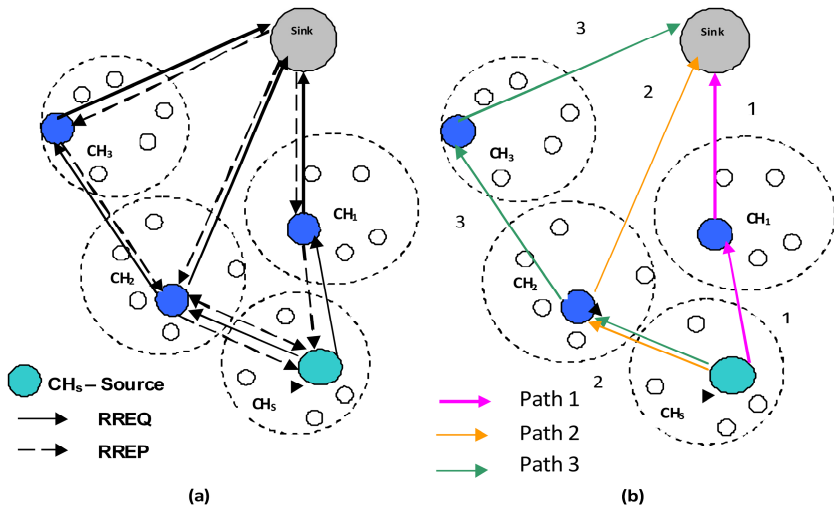 Sink
CH3
CH1
CH2
CHS
CHS – Source
RREQ
RREP
(a)
Sink
3
2
1
CH3
3
CH1
CH2
1
2
CHS
Path 1
Path 2
Path 3
(b)